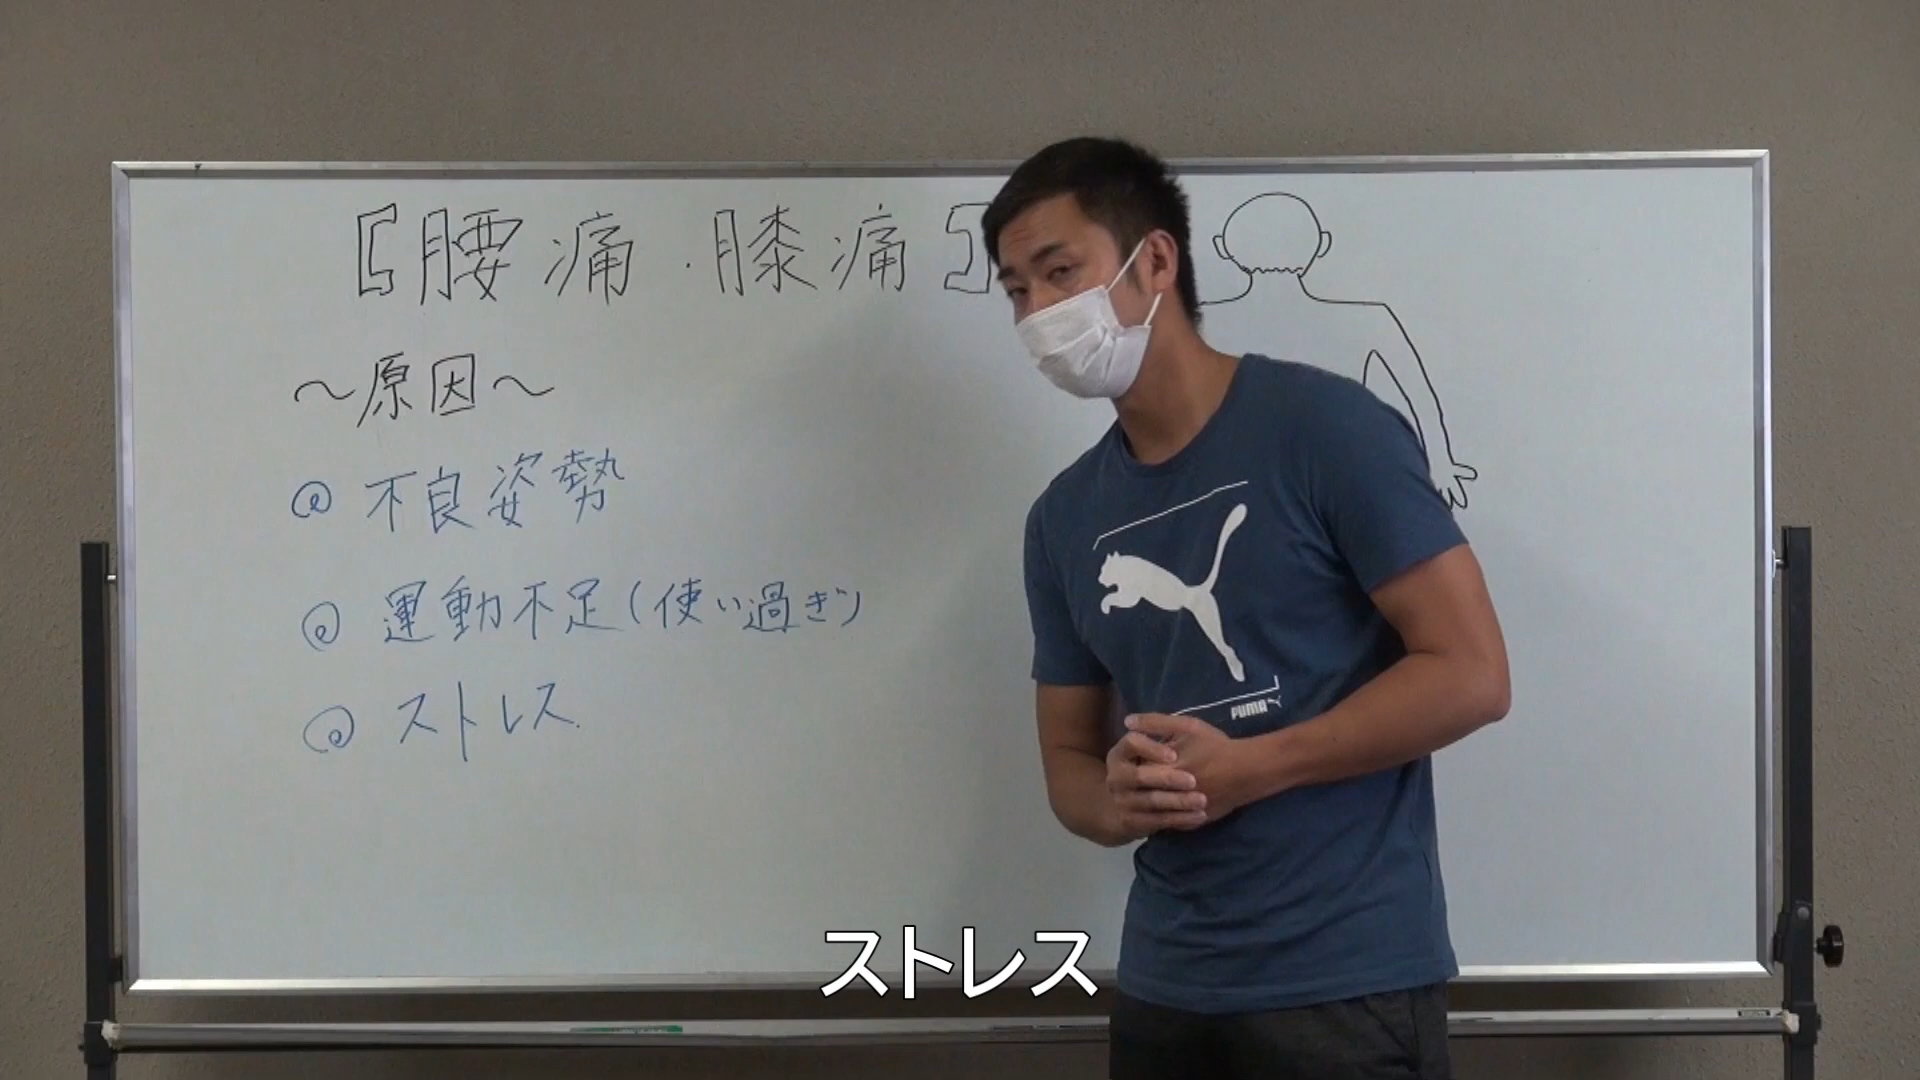 『腰痛・膝痛』
～原因～
◎ 不良姿勢
◎ 運動不足(使い過ぎ)
◎ ストレス
PUMA
ストレス